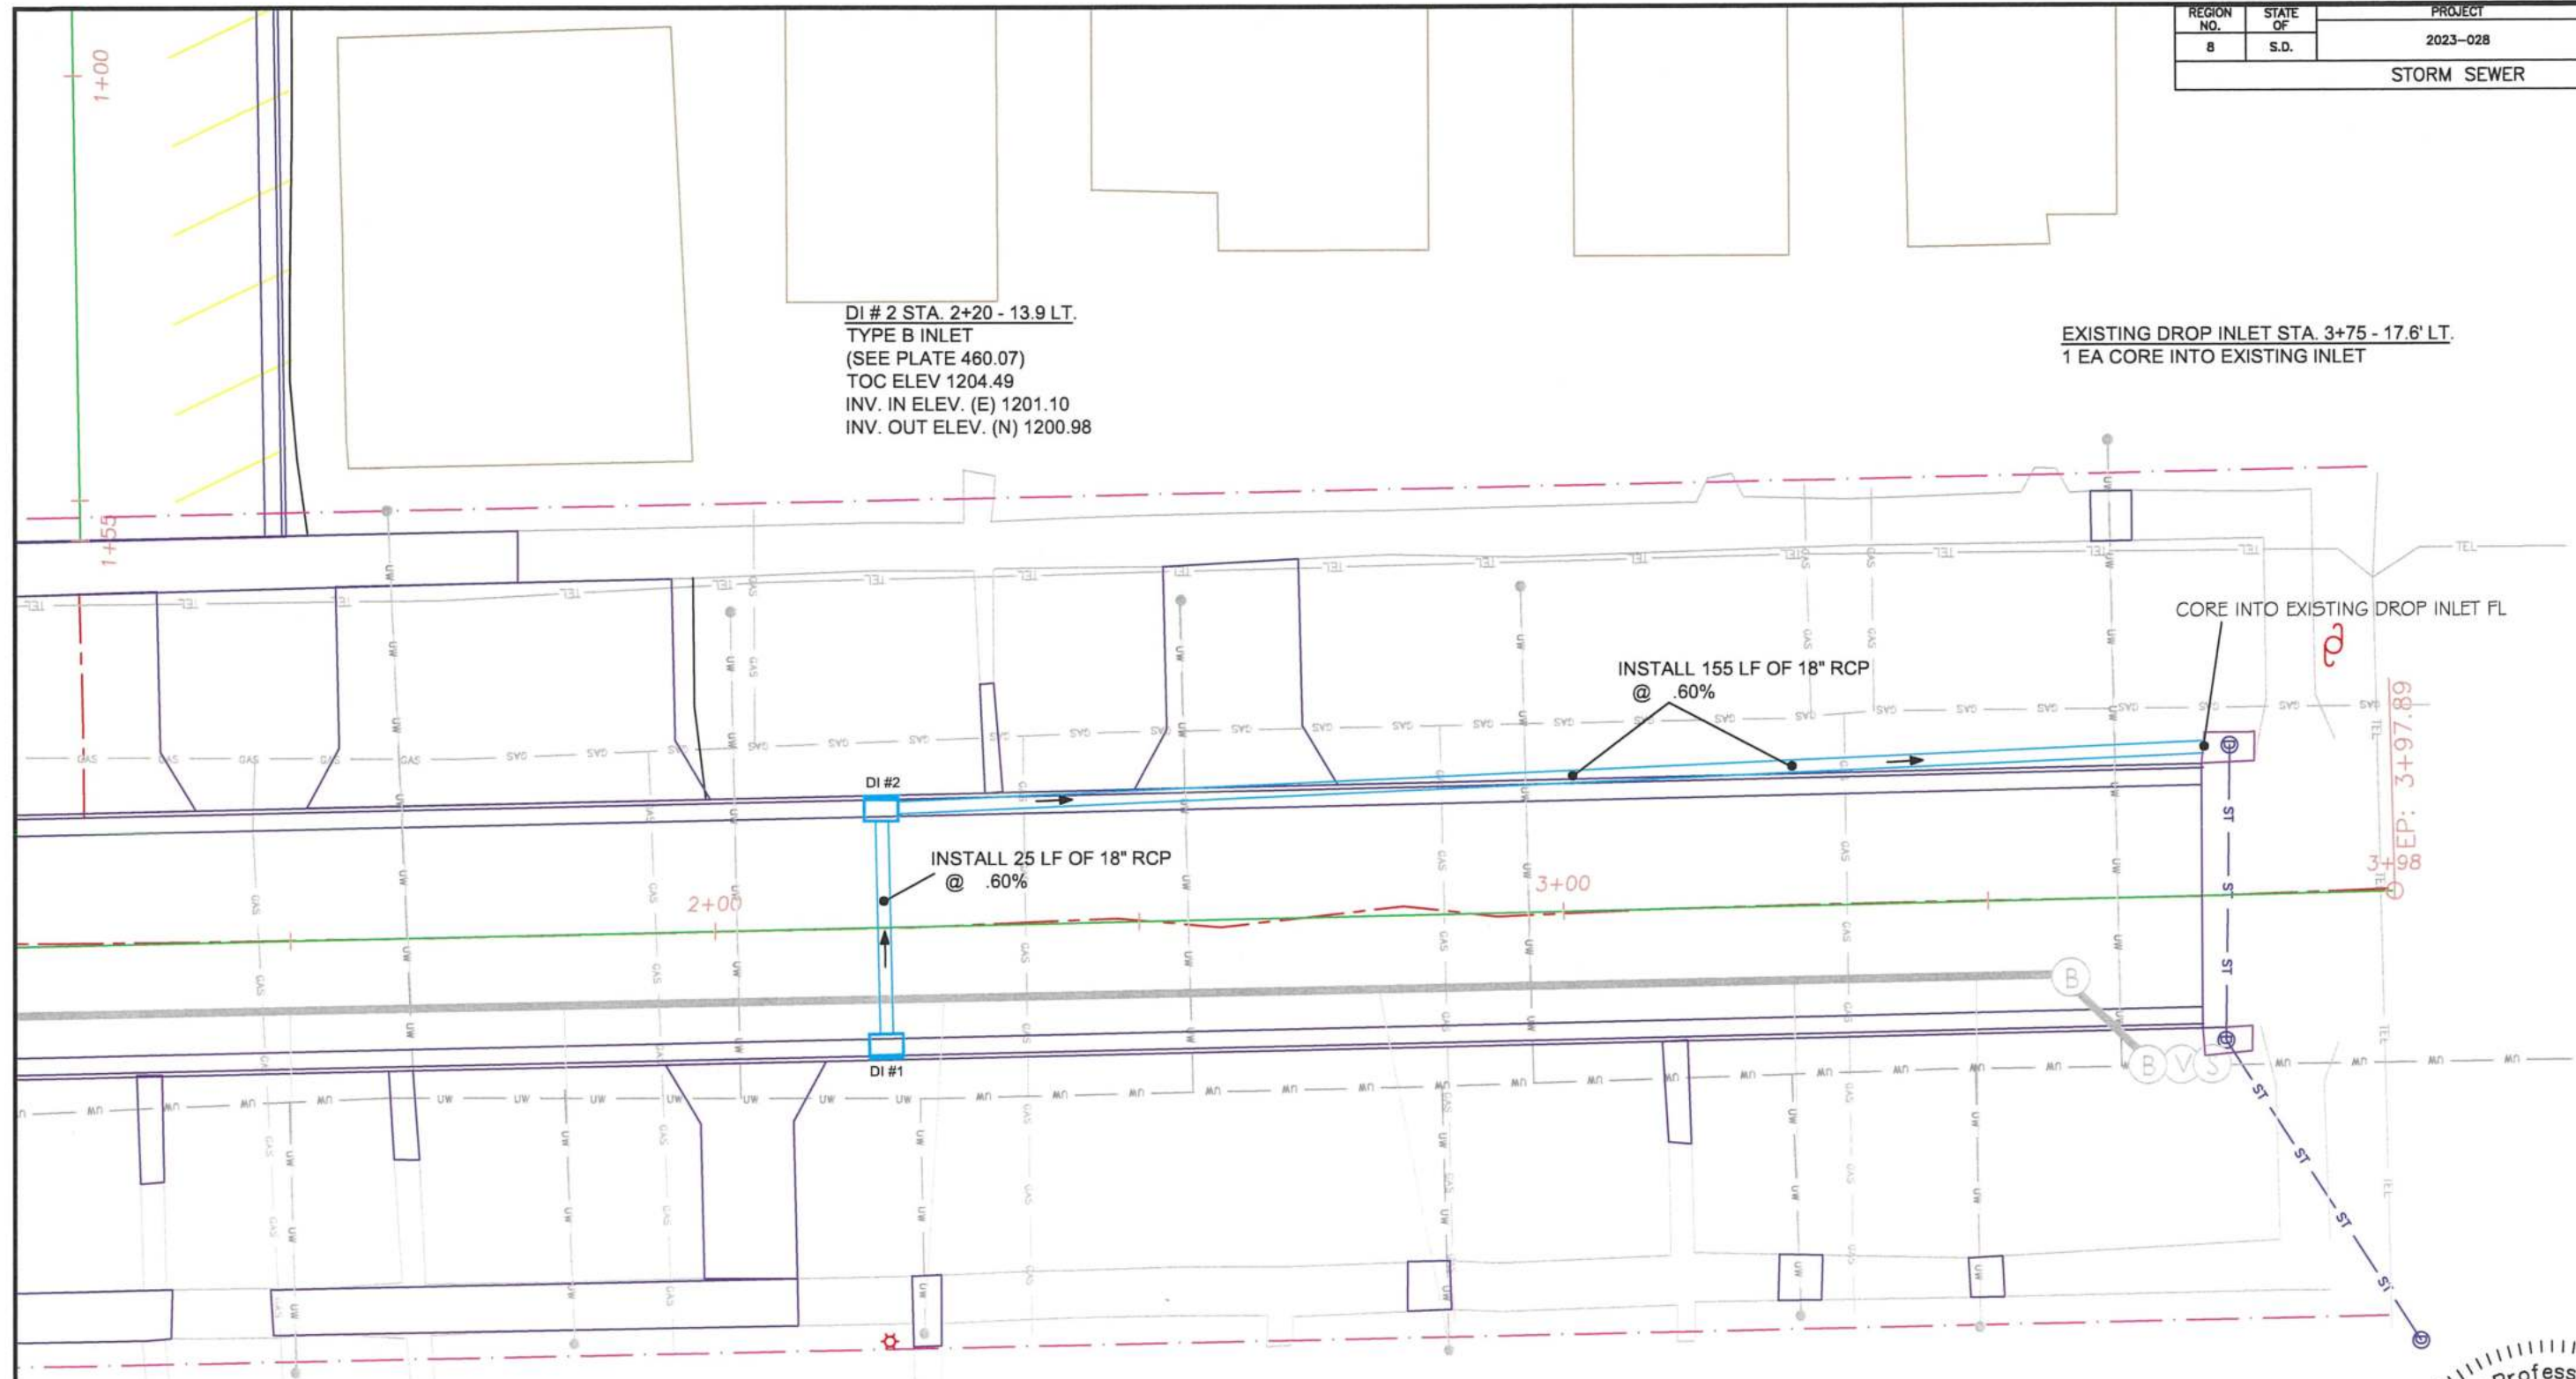 REGION NO.
STATE OF
PROJECT
8
S.D.
2023-028
STORM SEWER
1+00
DI # 2 STA. 2+20 - 13.9 LT.
TYPE B INLET
(SEE PLATE 460.07)
TOC ELEV 1204.49
INV. IN ELEV. (E) 1201.10
INV. OUT ELEV. (N) 1200.98
EXISTING DROP INLET STA. 3+75 - 17.6' LT.
1 EA CORE INTO EXISTING INLET
1+55
CORE INTO EXISTING DROP INLET FL
INSTALL 155 LF OF 18" RCP
@ .60%
DI #2
INSTALL 25 LF OF 18" RCP
@ .60%
2+00
3+00
EP: 3+97.89
3+98
DI #1
TEL
GAS
UW
ST
B
B
V
S
Profess